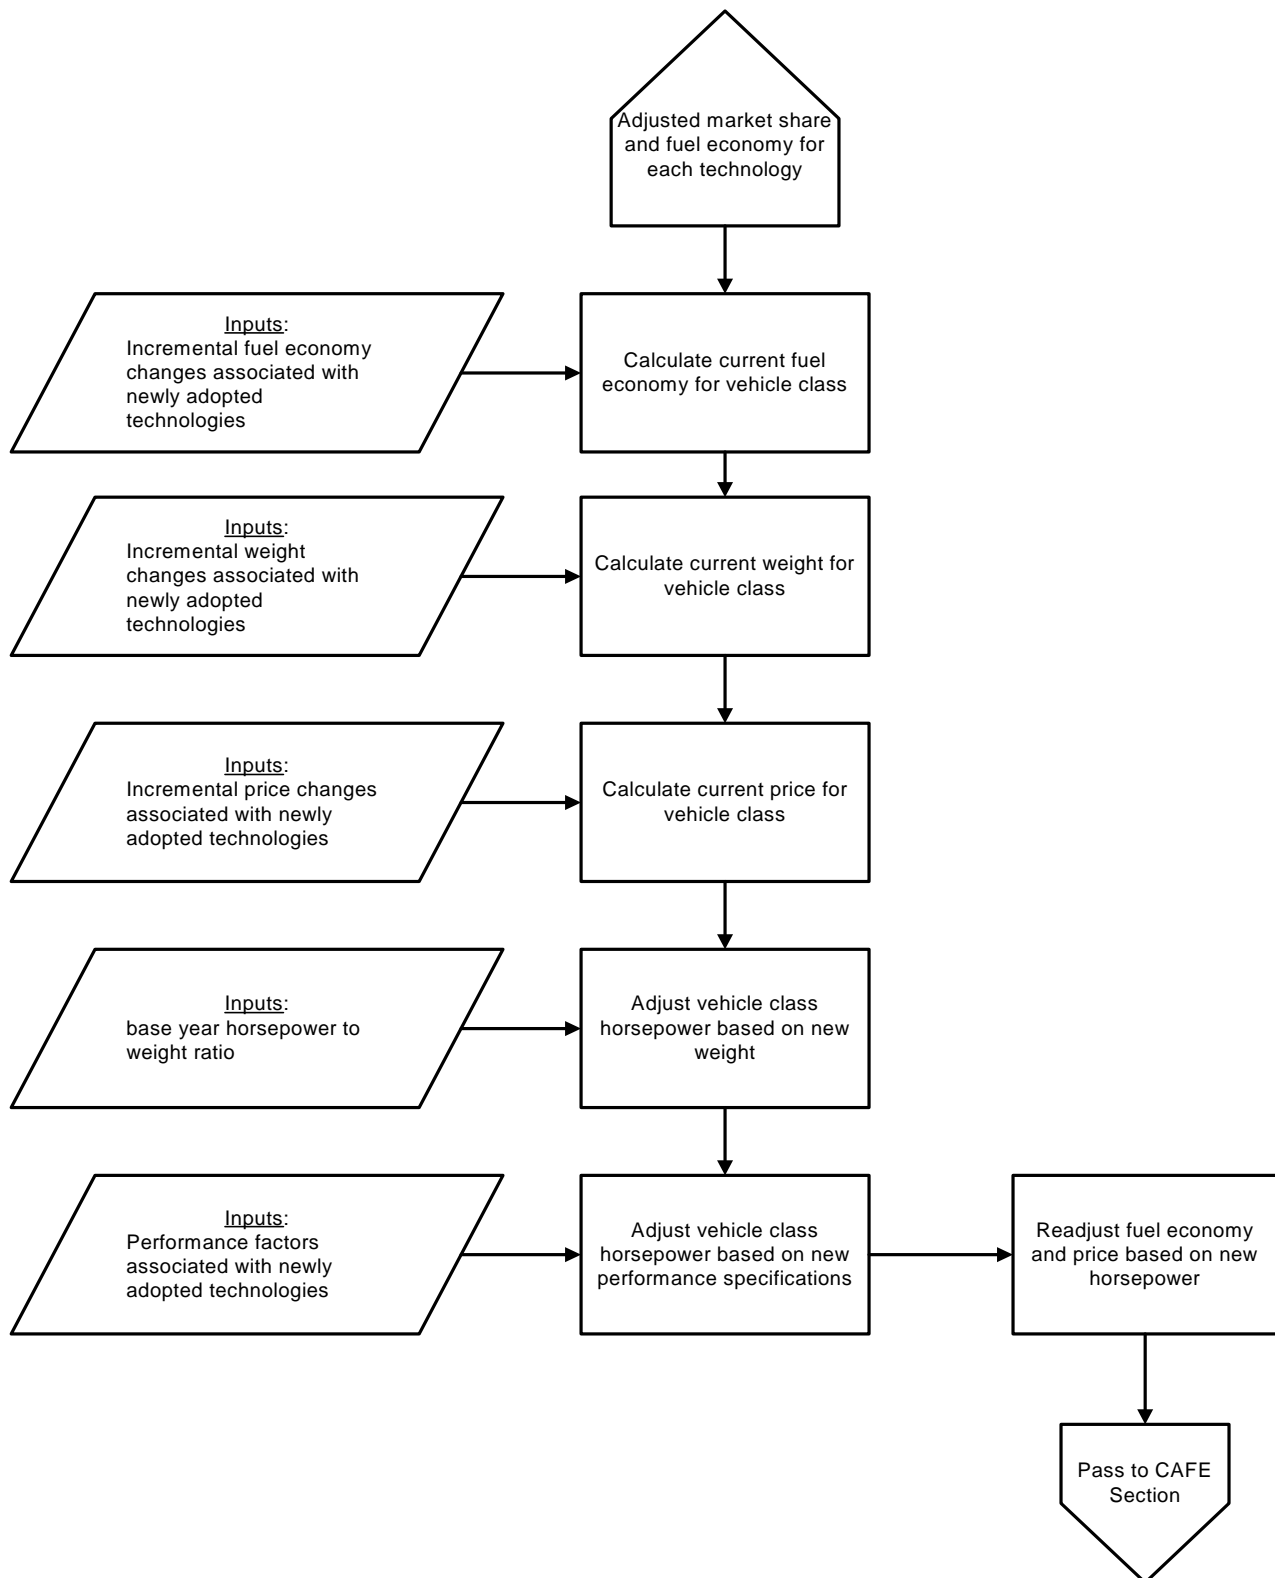 Adjusted market share
and fuel economy for
each technology
Inputs:
Incremental fuel economy
changes associated with
newly adopted
technologies
Calculate current fuel
economy for vehicle class
Inputs:
Incremental weight
changes associated with
newly adopted
technologies
Calculate current weight for
vehicle class
Inputs:
Incremental price changes
associated with newly
adopted technologies
Calculate current price for
vehicle class
Inputs:
base year horsepower to
weight ratio
Adjust vehicle class
horsepower based on new
weight
Inputs:
Performance factors
associated with newly
adopted technologies
Adjust vehicle class
horsepower based on new
performance specifications
Readjust fuel economy
and price based on new
horsepower
Pass to CAFE
Section